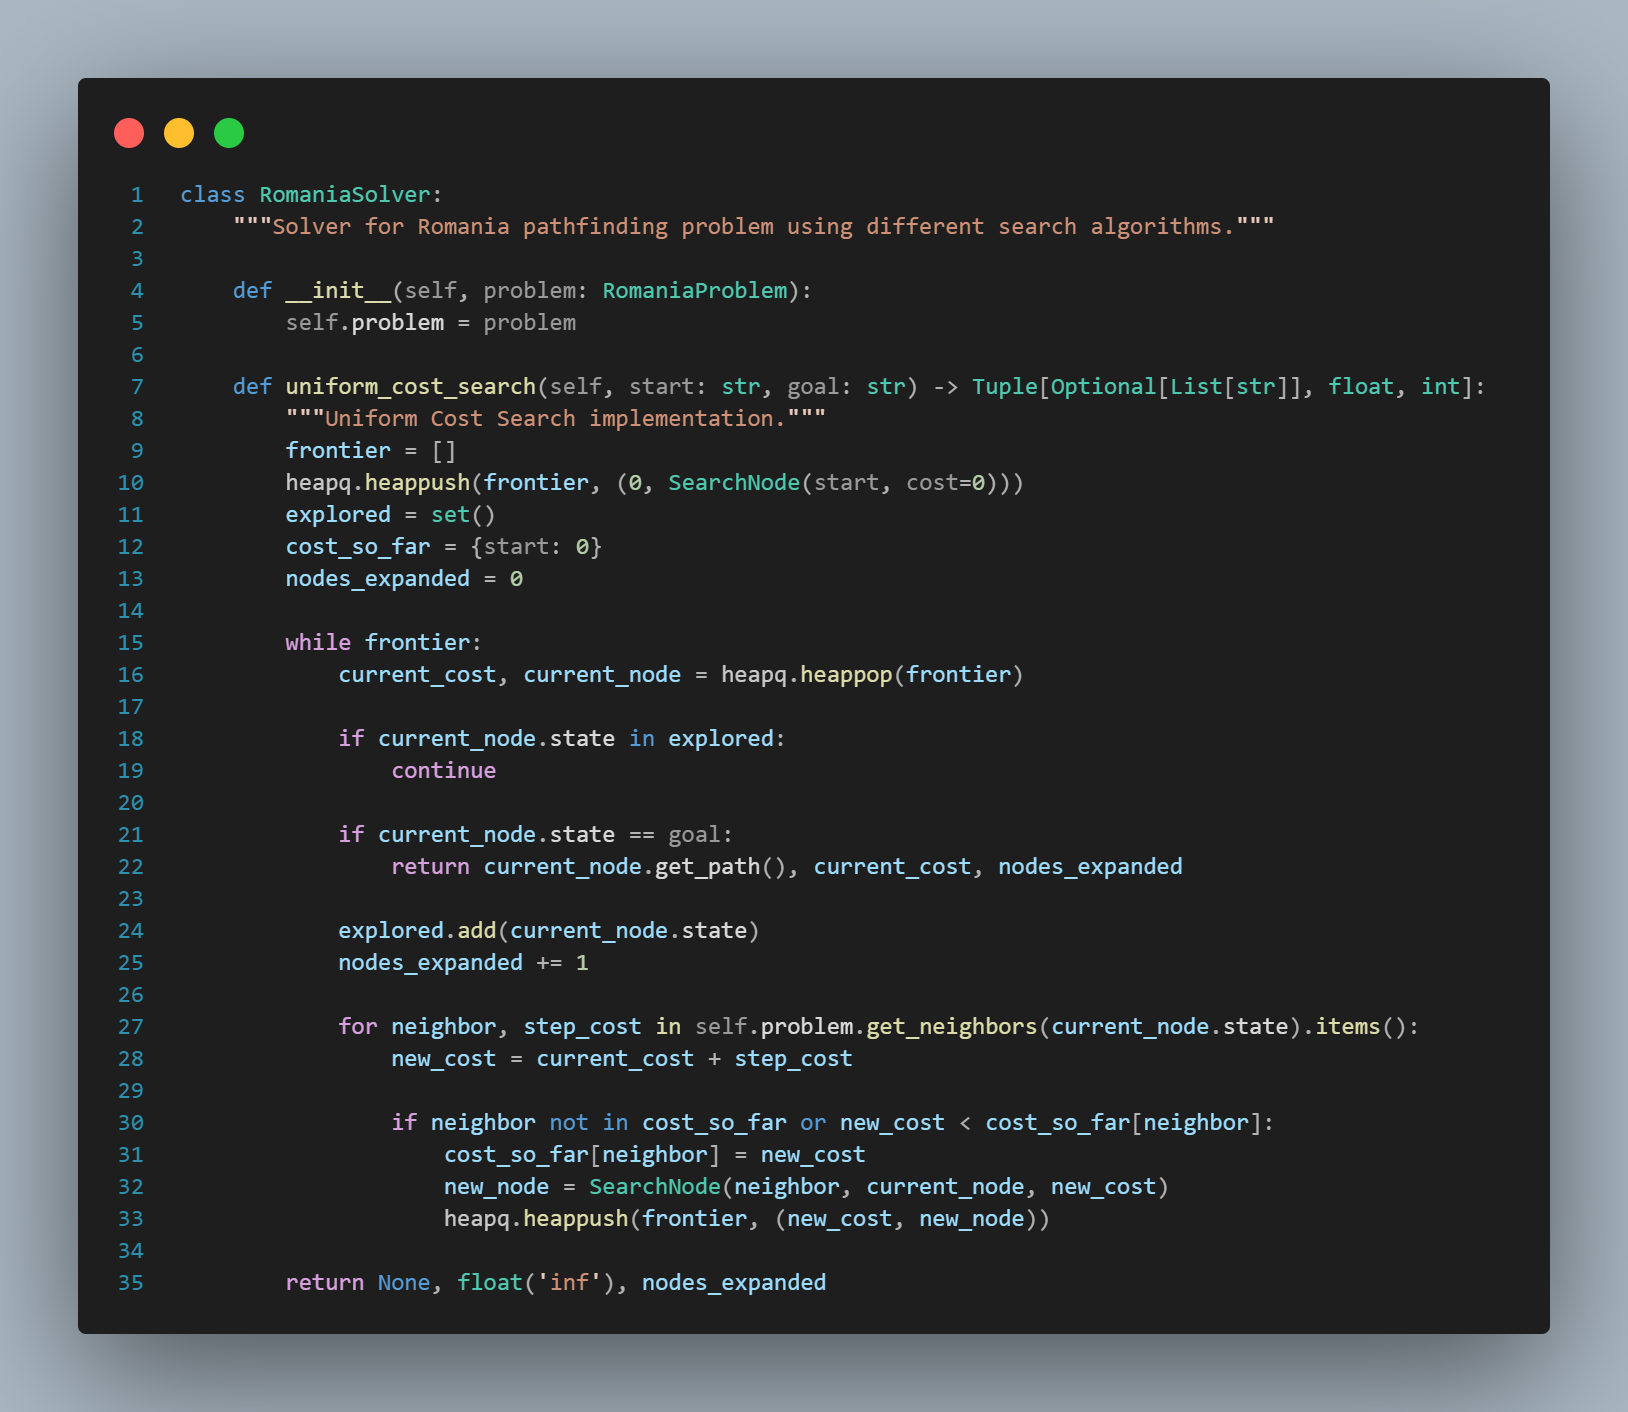 1 class RomaniaSolver:
2     """Solver for Romania pathfinding problem using different search algorithms."""
3
4     def __init__(self, problem: RomaniaProblem):
5         self.problem = problem
6
7     def uniform_cost_search(self, start: str, goal: str) -> Tuple[Optional[List[str]], float, int]:
8         """Uniform Cost Search implementation."""
9         frontier = []
10         heapq.heappush(frontier, (0, SearchNode(start, cost=0)))
11         explored = set()
12         cost_so_far = {start: 0}
13         nodes_expanded = 0
14
15         while frontier:
16             current_cost, current_node = heapq.heappop(frontier)
17
18             if current_node.state in explored:
19                 continue
20
21             if current_node.state == goal:
22                 return current_node.get_path(), current_cost, nodes_expanded
23
24             explored.add(current_node.state)
25             nodes_expanded += 1
26
27             for neighbor, step_cost in self.problem.get_neighbors(current_node.state).items():
28                 new_cost = current_cost + step_cost
29
30                 if neighbor not in cost_so_far or new_cost < cost_so_far[neighbor]:
31                     cost_so_far[neighbor] = new_cost
32                     new_node = SearchNode(neighbor, current_node, new_cost)
33                     heapq.heappush(frontier, (new_cost, new_node))
34
35         return None, float('inf'), nodes_expanded